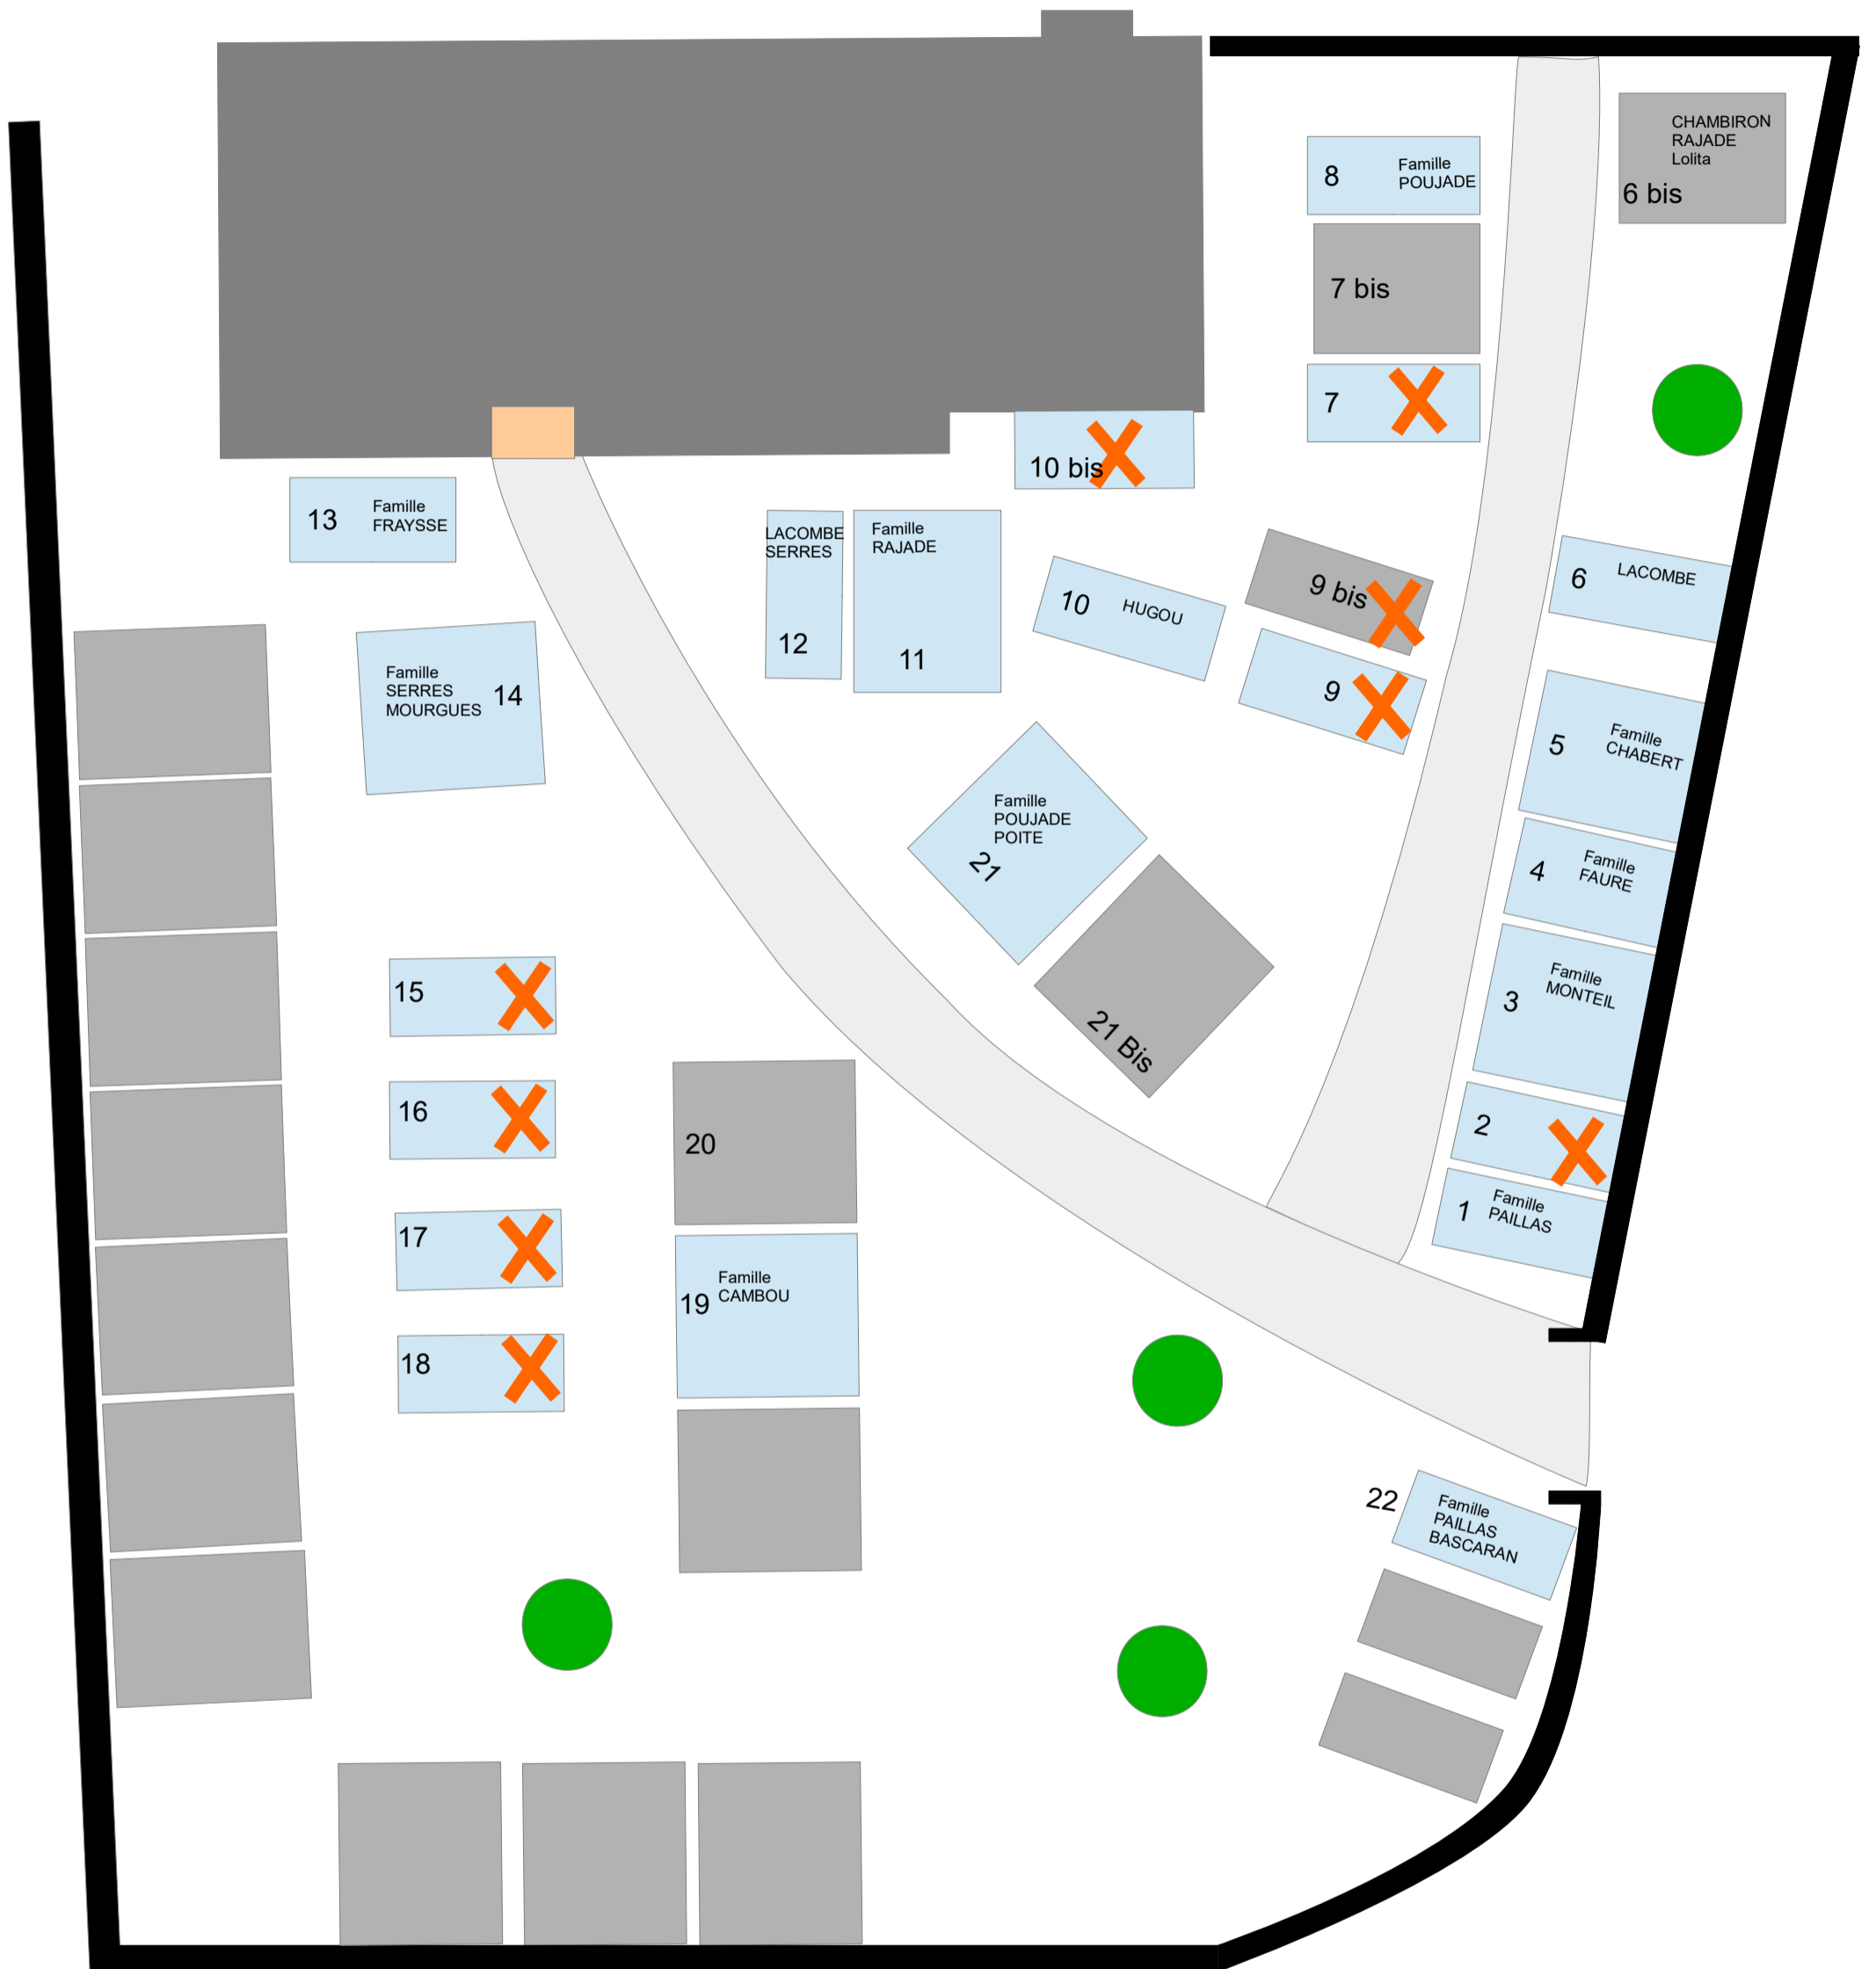 CHAMBIRON
RAJADE
Lolita
6 bis
8
Famille
POUJADE
7 bis
7
10 bis
13
Famille
FRAYSSE
LACOMBE
SERRES
12
Famille
RAJADE
11
10
HUGOU
9 bis
9
6
LACOMBE
Famille
SERRES
MOURGUES
14
5
Famille
CHABERT
Famille
POUJADE
POITE
21
4
Famille
FAURE
3
Famille
MONTEIL
21 Bis
15
16
2
20
1
Famille
PAILLAS
17
Famille
CAMBOU
19
18
22
Famille
PAILLAS
BASCARAN